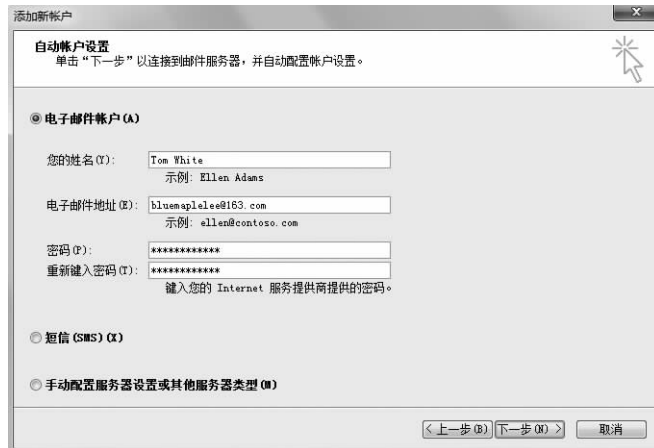 添加新帐户
自动帐户设置
单击“下一步”以连接到邮件服务器，并自动配置帐户设置。
电子邮件帐户(A)
您的姓名(Y): Tom White
示例: Ellen Adams
电子邮件地址(E): bluemaplelee@163.com
示例: ellen@contoso.com
密码(P): ************
重新键入密码(T): ************
键入您的 Internet 服务提供商提供的密码。
短信(SMS)(X)
手动配置服务器设置或其他服务器类型(M)
< 上一步(B) 下一步(N) > 取消